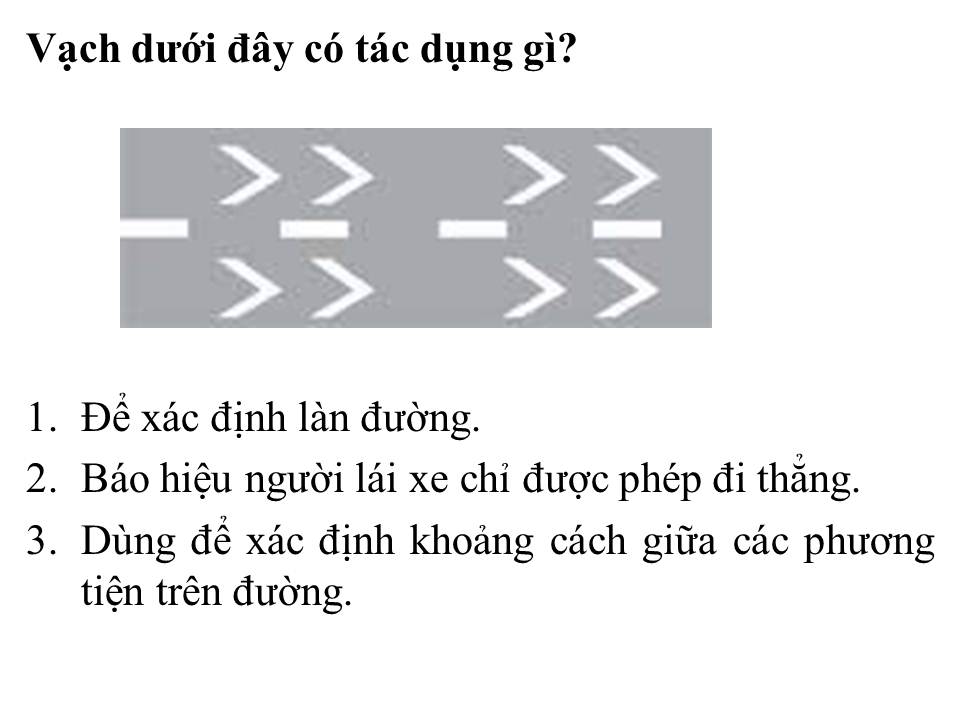 Vạch dưới đây có tác dụng gì?
1. Để xác định làn đường.
2. Báo hiệu người lái xe chỉ được phép đi thẳng.
3. Dùng để xác định khoảng cách giữa các phương
tiện trên đường.